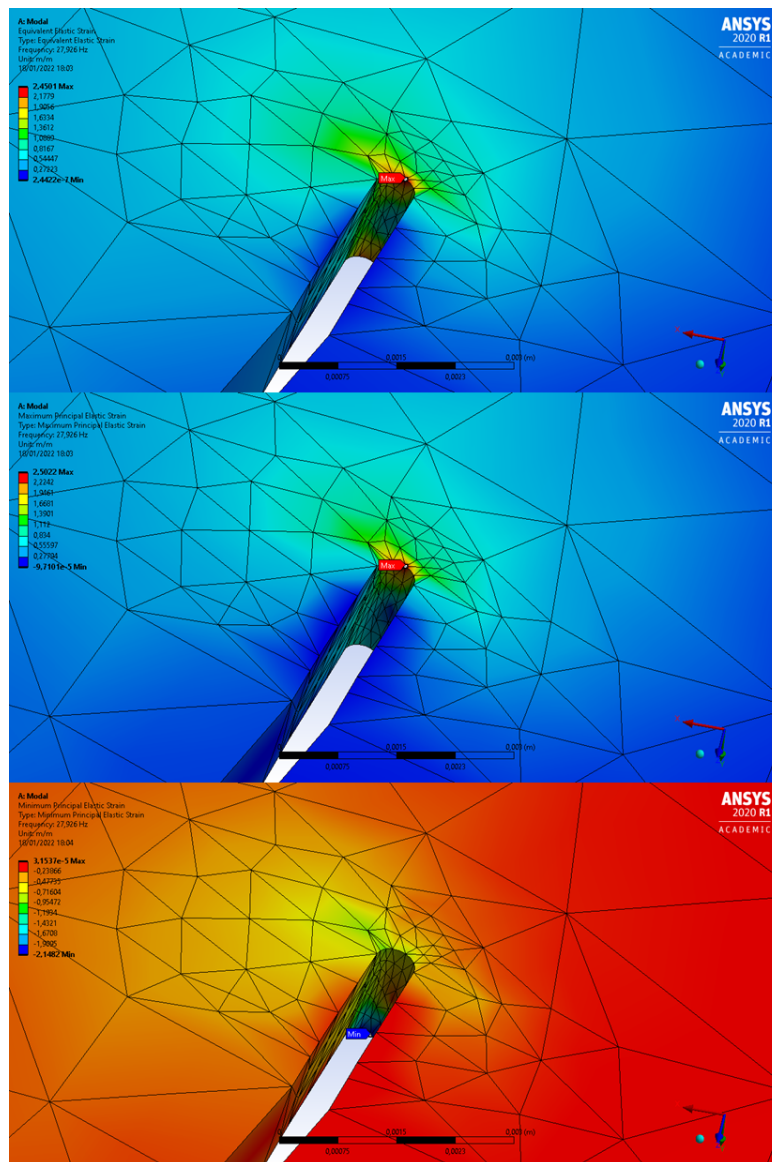 A: Modal
Equivalent Elastic Strain
Type: Equivalent Elastic Strain
Frequency: 27,926 Hz
Unit: m/m
18/01/2022 18:03
2,4501 Max
2,1779
1,9056
1,6334
1,3612
1,0889
0,8167
0,54447
0,27223
2,4422e-7 Min
ANSYS
2020 R1
ACADEMIC
Max
0,0015
0,003 (m)
0,00075
0,0023
A: Modal
Maximum Principal Elastic Strain
Type: Maximum Principal Elastic Strain
Frequency: 27,926 Hz
Unit: m/m
18/01/2022 18:03
2,5022 Max
2,2242
1,9461
1,6681
1,3901
1,112
0,834
0,55597
0,27794
-9,7101e-5 Min
ANSYS
2020 R1
ACADEMIC
Max
0,0015
0,003 (m)
0,00075
0,0023
A: Modal
Minimum Principal Elastic Strain
Type: Minimum Principal Elastic Strain
Frequency: 27,926 Hz
Unit: m/m
18/01/2022 18:04
3,1537e-5 Max
-0,23866
-0,47735
-0,71604
-0,95472
-1,1934
-1,4321
-1,6708
-1,9095
-2,1482 Min
ANSYS
2020 R1
ACADEMIC
Min
0,0015
0,003 (m)
0,00075
0,0023